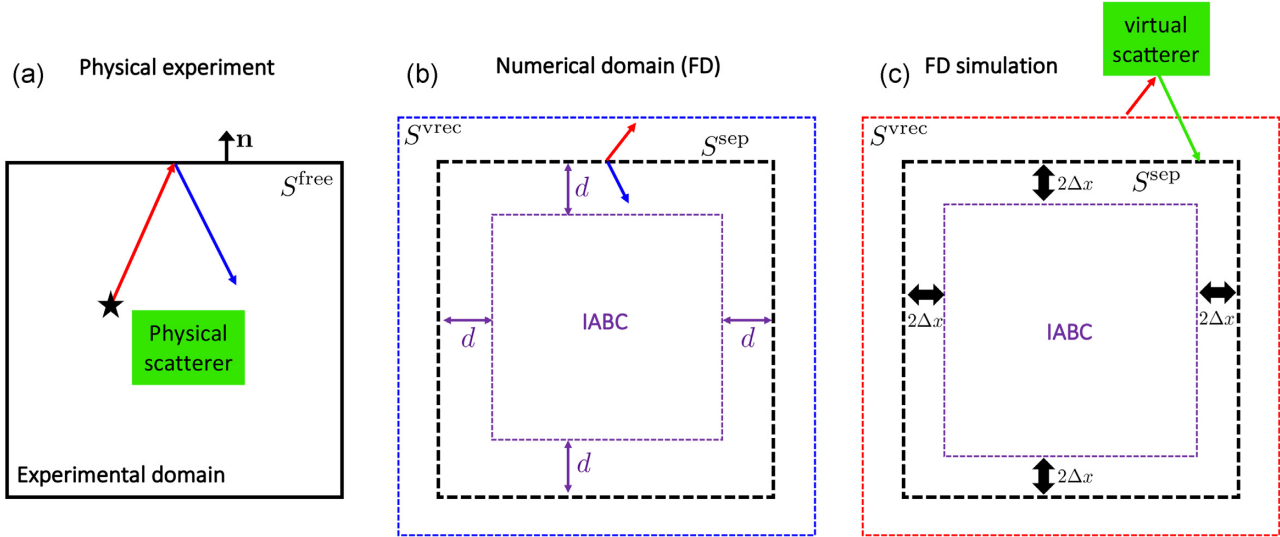 (a) Physical experiment
n
S^free
Physical
scatterer
Experimental domain
(b) Numerical domain (FD)
S^vrec
S^sep
d
IABC
d
d
d
(c) FD simulation
virtual
scatterer
S^vrec
2Δx
S^sep
2Δx
IABC
2Δx
2Δx